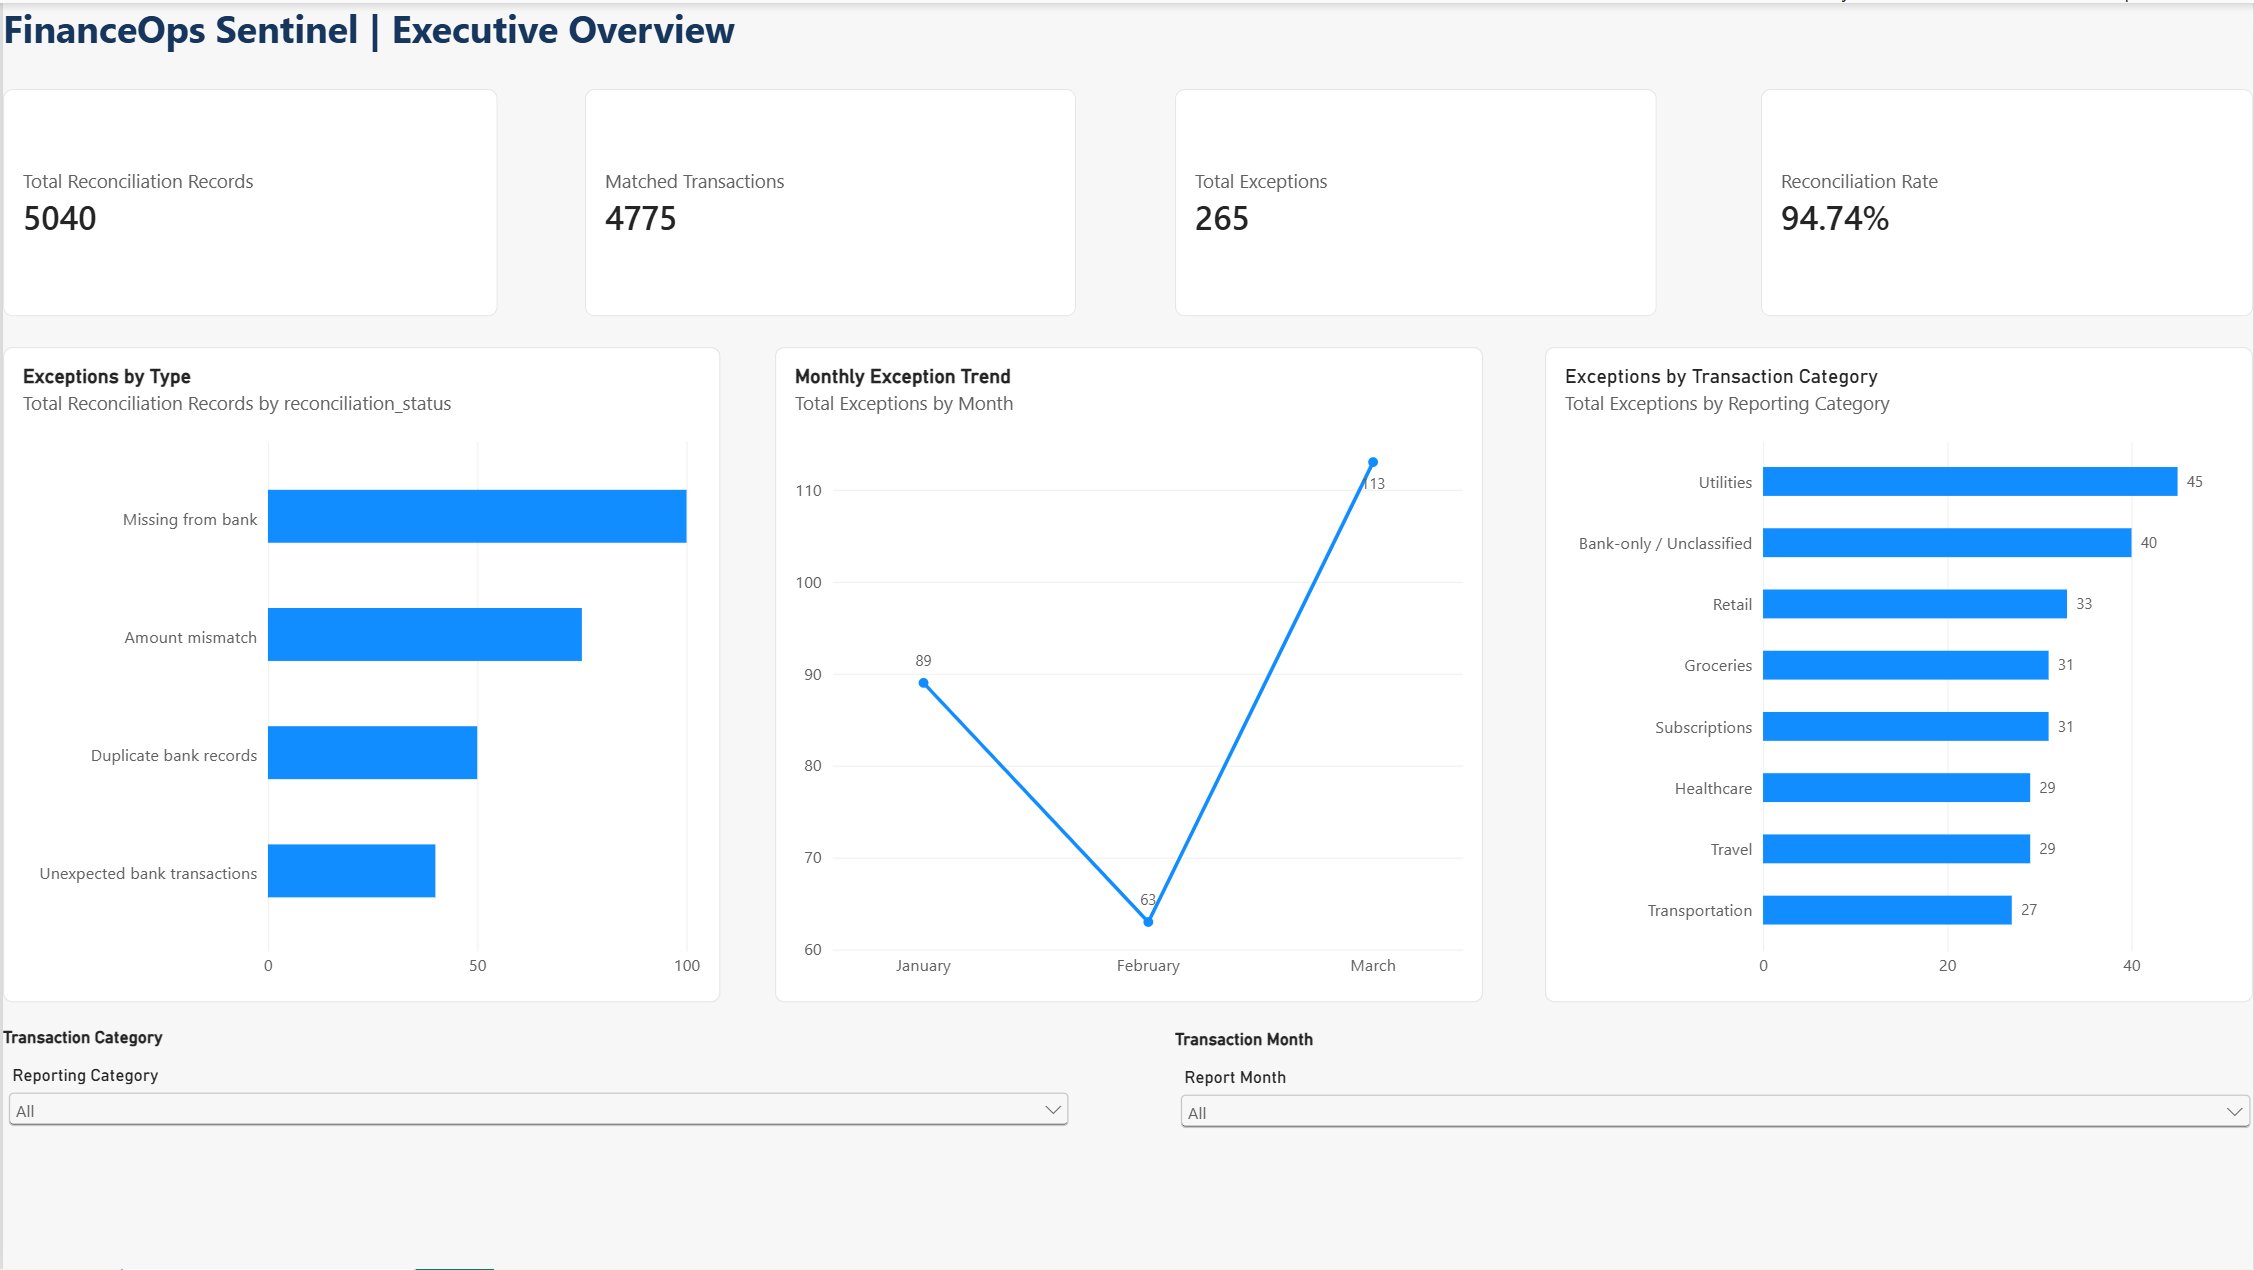 FinanceOps Sentinel | Executive Overview
Total Reconciliation Records
5040
Matched Transactions
4775
Total Exceptions
265
Reconciliation Rate
94.74%
Exceptions by Type
Total Reconciliation Records by reconciliation_status
Missing from bank
Amount mismatch
Duplicate bank records
Unexpected bank transactions
0 50 100
Monthly Exception Trend
Total Exceptions by Month
110
100
90
80
70
60
89
63
113
January February March
Exceptions by Transaction Category
Total Exceptions by Reporting Category
Utilities 45
Bank-only / Unclassified 40
Retail 33
Groceries 31
Subscriptions 31
Healthcare 29
Travel 29
Transportation 27
0 20 40
Transaction Category
Reporting Category
All
Transaction Month
Report Month
All